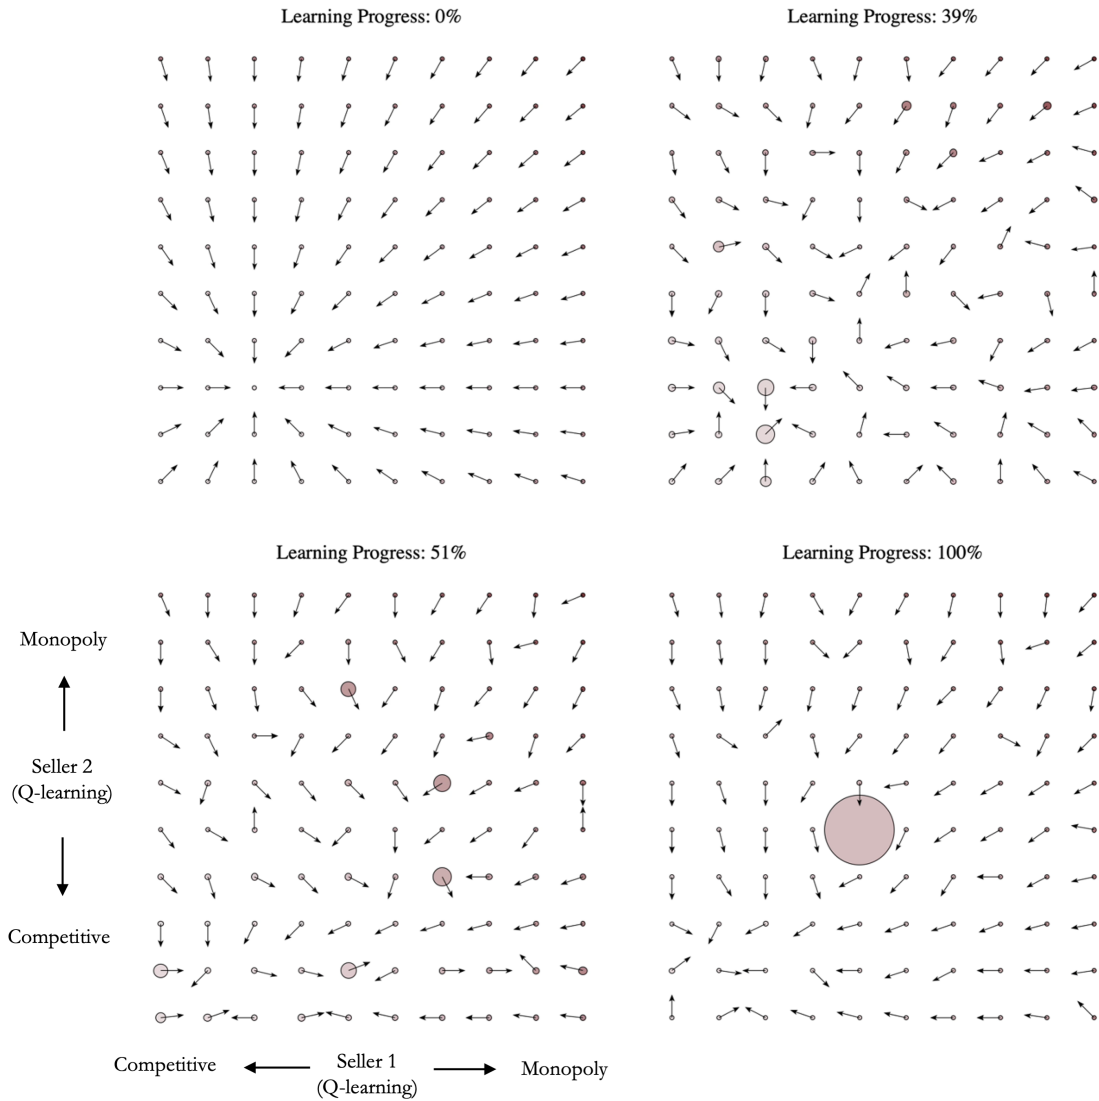 Learning Progress: 0%
Learning Progress: 39%
Learning Progress: 51%
Learning Progress: 100%
Monopoly
Seller 2
(Q-learning)
Competitive
Competitive
Seller 1
(Q-learning)
Monopoly